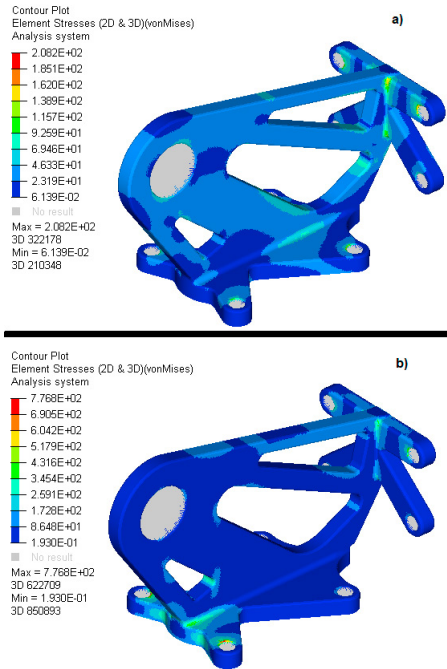 Contour Plot
Element Stresses (2D & 3D)(vonMises)
Analysis system
a)
2.082E+02
1.851E+02
1.620E+02
1.389E+02
1.157E+02
9.259E+01
6.946E+01
4.633E+01
2.319E+01
6.139E-02
No result
Max = 2.082E+02
3D 322178
Min = 6.139E-02
3D 210348
Contour Plot
Element Stresses (2D & 3D)(vonMises)
Analysis system
b)
7.768E+02
6.905E+02
6.042E+02
5.179E+02
4.316E+02
3.454E+02
2.591E+02
1.728E+02
8.648E+01
1.930E-01
No result
Max = 7.768E+02
3D 622709
Min = 1.930E-01
3D 850893